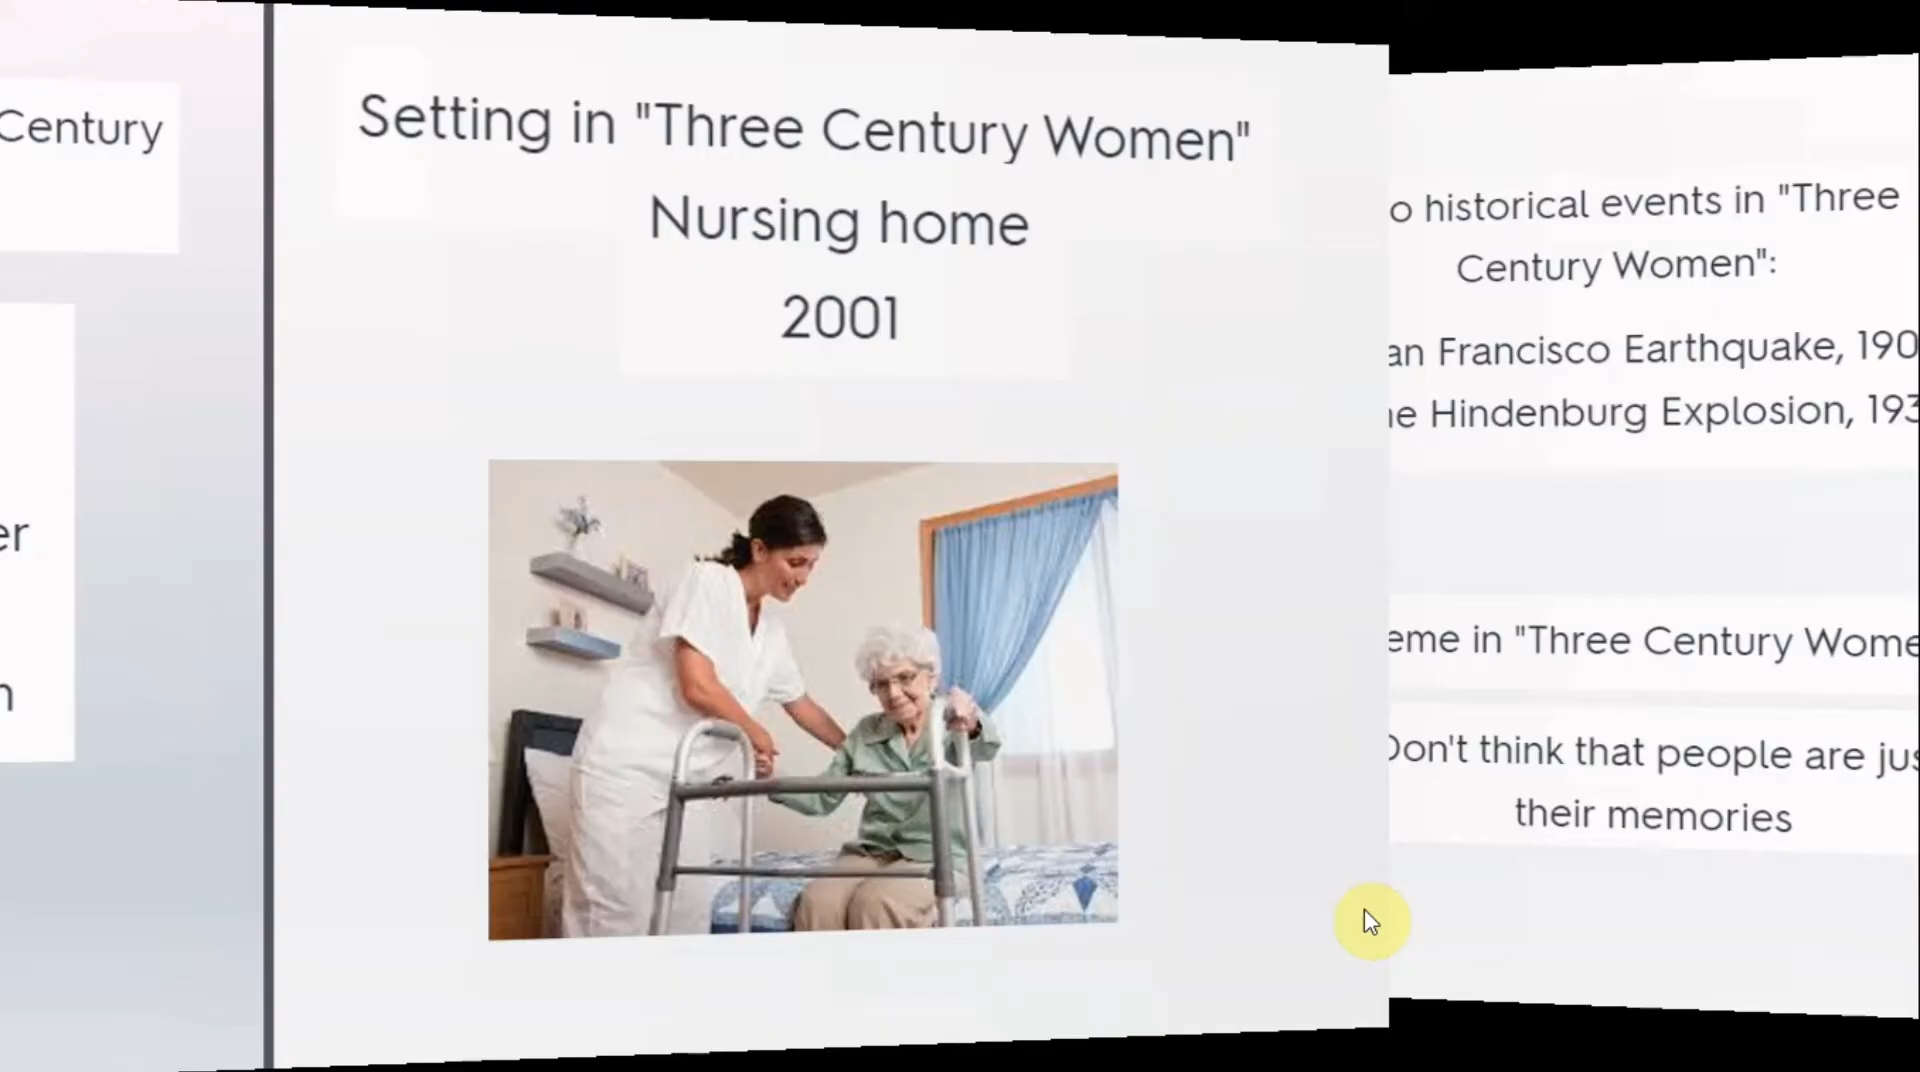 Century
er
Setting in "Three Century Women"
Nursing home
2001
o historical events in "Three
Century Women":
an Francisco Earthquake, 190
he Hindenburg Explosion, 193
eme in "Three Century Wome
Don't think that people are jus
their memories